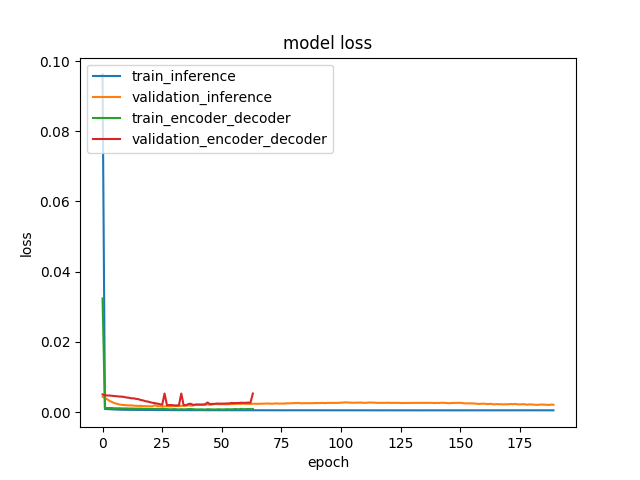 model loss
train_inference
validation_inference
train_encoder_decoder
validation_encoder_decoder
0.10
0.08
0.06
0.04
0.02
0.00
loss
0 25 50 75 100 125 150 175
epoch